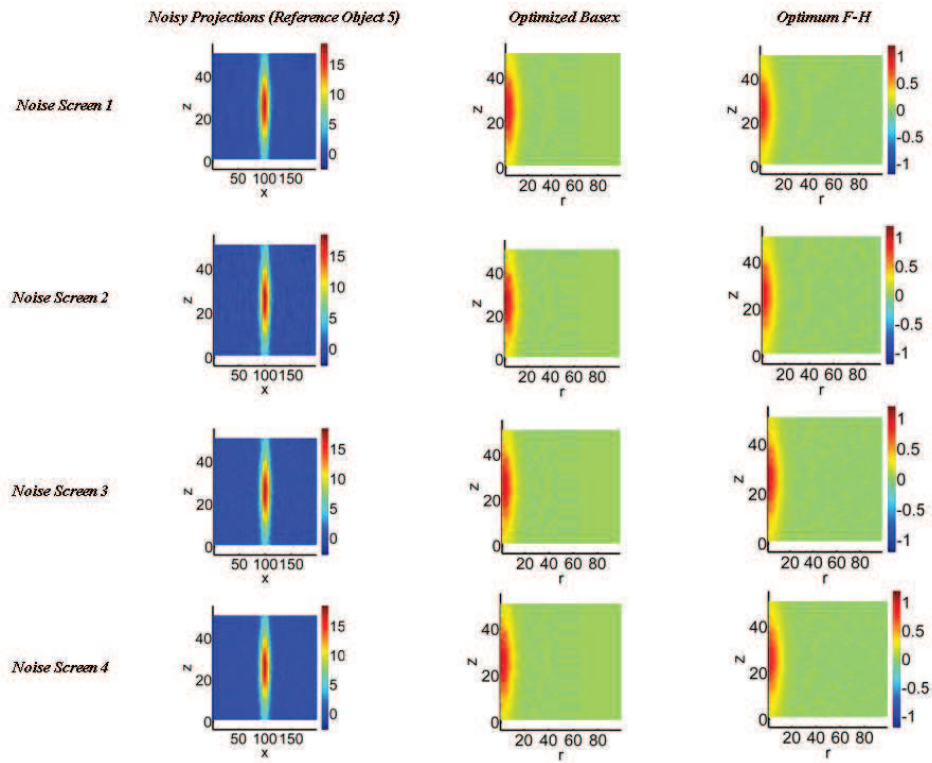 Noisy Projections (Reference Object 5) Optimized Basex Optimum F-H
Noise Screen 1
z
40
20
0
50 100 150
x
15
10
5
0
z
40
20
0
20 40 60 80
r
z
40
20
0
20 40 60 80
r
1
0.5
0
-0.5
-1
Noise Screen 2
z
40
20
0
50 100 150
x
15
10
5
0
z
40
20
0
20 40 60 80
r
z
40
20
0
20 40 60 80
r
1
0.5
0
-0.5
-1
Noise Screen 3
z
40
20
0
50 100 150
x
15
10
5
0
z
40
20
0
20 40 60 80
r
z
40
20
0
20 40 60 80
r
1
0.5
0
-0.5
-1
Noise Screen 4
z
40
20
0
50 100 150
x
15
10
5
0
z
40
20
0
20 40 60 80
r
z
40
20
0
20 40 60 80
r
1
0.5
0
-0.5
-1